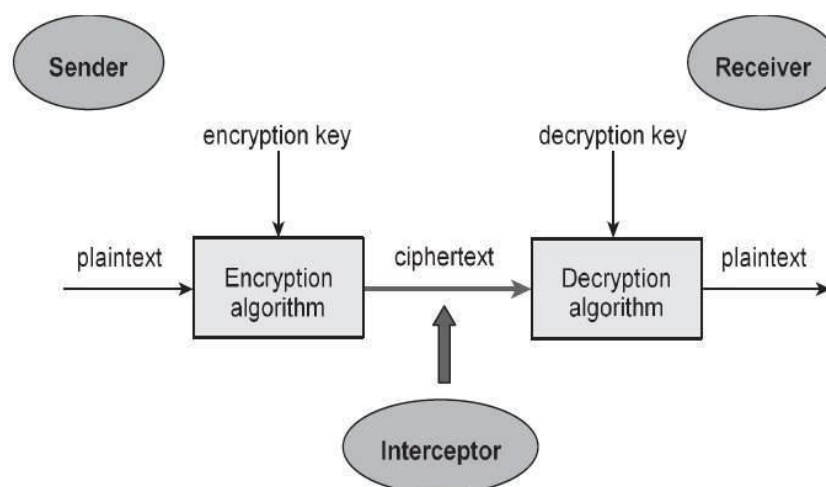 Sender
Receiver
encryption key
decryption key
plaintext
Encryption
algorithm
ciphertext
Decryption
algorithm
plaintext
Interceptor